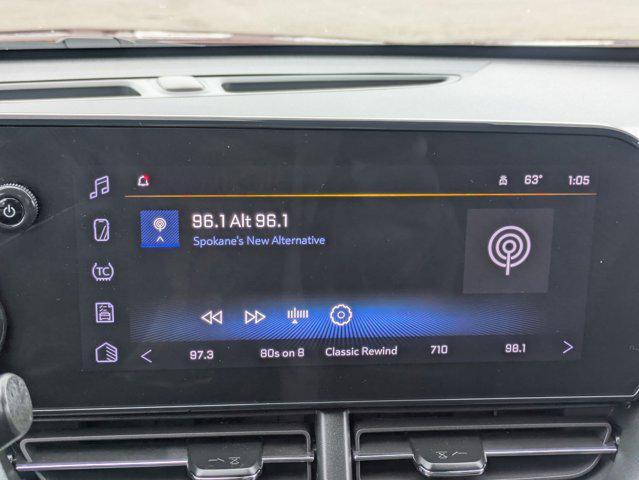 63° 1:05
96.1 Alt 96.1
Spokane's New Alternative
TC
97.3 80s on 8 Classic Rewind 710 98.1